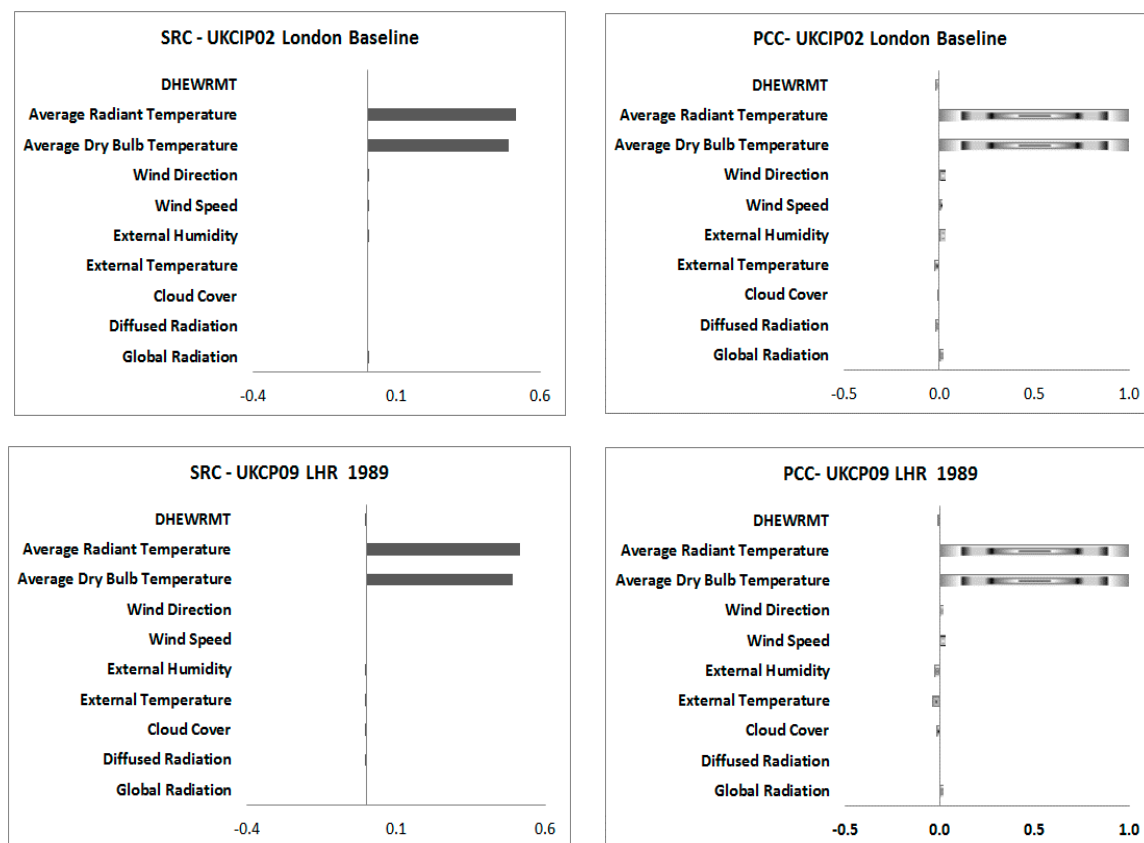 SRC - UKCIP02 London Baseline
DHEWRMT
Average Radiant Temperature
Average Dry Bulb Temperature
Wind Direction
Wind Speed
External Humidity
External Temperature
Cloud Cover
Diffused Radiation
Global Radiation
-0.4 0.1 0.6
PCC- UKCIP02 London Baseline
DHEWRMT
Average Radiant Temperature
Average Dry Bulb Temperature
Wind Direction
Wind Speed
External Humidity
External Temperature
Cloud Cover
Diffused Radiation
Global Radiation
-0.5 0.0 0.5 1.0
SRC - UKCP09 LHR 1989
DHEWRMT
Average Radiant Temperature
Average Dry Bulb Temperature
Wind Direction
Wind Speed
External Humidity
External Temperature
Cloud Cover
Diffused Radiation
Global Radiation
-0.4 0.1 0.6
PCC- UKCP09 LHR 1989
DHEWRMT
Average Radiant Temperature
Average Dry Bulb Temperature
Wind Direction
Wind Speed
External Humidity
External Temperature
Cloud Cover
Diffused Radiation
Global Radiation
-0.5 0.0 0.5 1.0